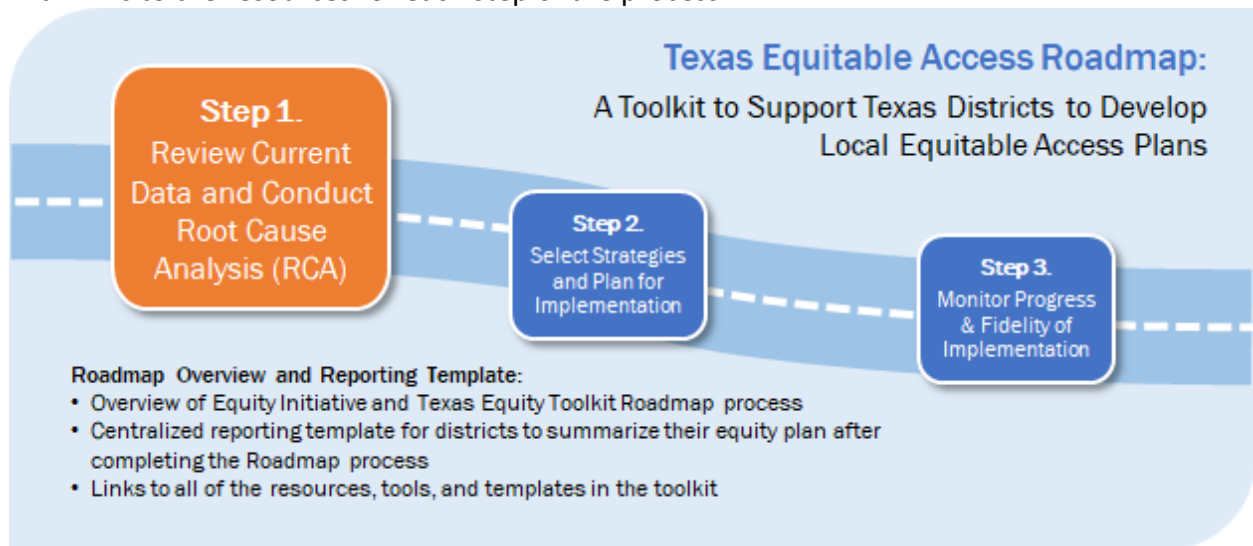 Texas Equitable Access Roadmap:
A Toolkit to Support Texas Districts to Develop
Local Equitable Access Plans
Step 1.
Review Current
Data and Conduct
Root Cause
Analysis (RCA)
Step 2.
Select Strategies
and Plan for
Implementation
Step 3.
Monitor Progress
& Fidelity of
Implementation
Roadmap Overview and Reporting Template:
• Overview of Equity Initiative and Texas Equity Toolkit Roadmap process
• Centralized reporting template for districts to summarize their equity plan after
completing the Roadmap process
• Links to all of the resources, tools, and templates in the toolkit